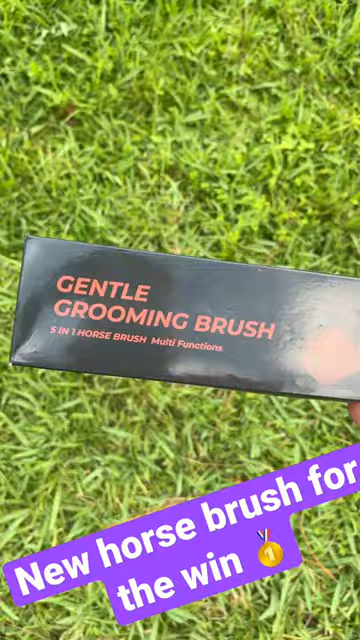 GENTLE
GROOMING BRUSH
5 IN 1 HORSE BRUSH Multi Functions
New horse brush for
the win 🥇